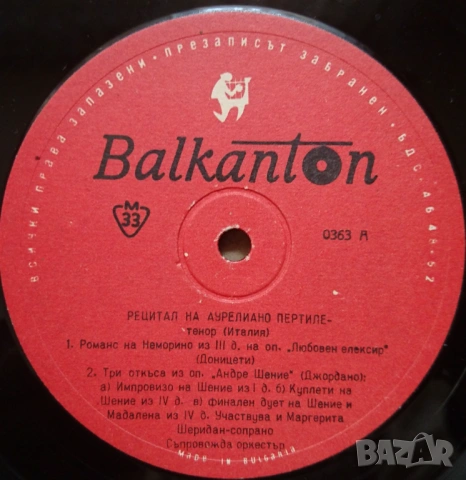 ВСИЧКИ ПРАВА ЗАПАЗЕНИ · ПРЕЗАПИСЪТ ЗАБРАНЕН · БДС-4648-62
Balkanton
M
33
0363 А
РЕЦИТАЛ НА АУРЕЛИАНО ПЕРТИЛЕ-
тенор (Италия)
1. Романс на Неморино из III д. на оп. „Любовен елексир"
(Доницети)
2. Три откъса из оп. „Андре Шение" (Джордано);
а) Импровизо на Шение из I д. б) Куплети на
Шение из IV д. в) финален дует на Шение и
Мадалена из IV д. Участвува и Маргерита
Шеридан-сопрано
Съпровожда оркестър
MADE IN BULGARIA
BAZAR